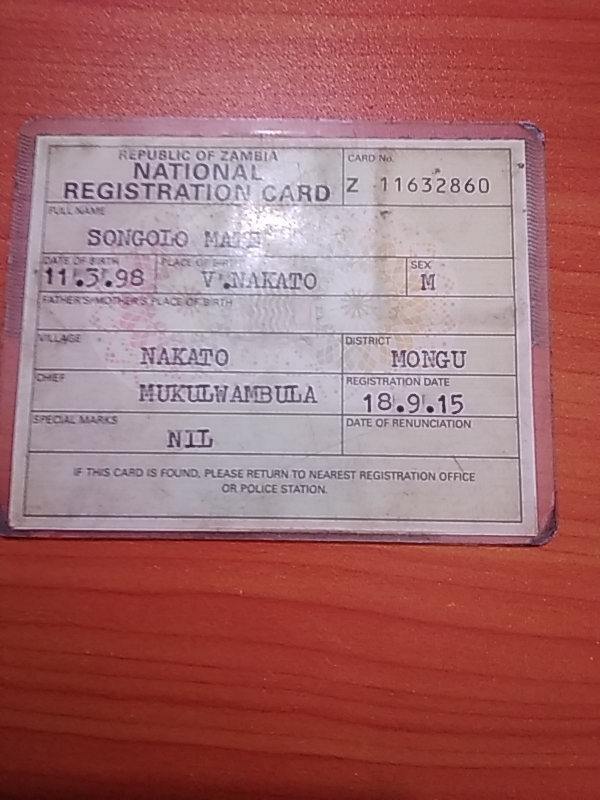 REPUBLIC OF ZAMBIA
NATIONAL
REGISTRATION CARD
CARD No.
Z 11632860
FULL NAME
SONGOLO
DATE OF BIRTH
11.3.98
PLACE OF BIRTH
V.NAKATO
SEX
M
FATHER'S/MOTHER'S PLACE OF BIRTH
VILLAGE
NAKATO
DISTRICT
MONGU
CHIEF
MUKULWAMBULA
REGISTRATION DATE
18.9.15
SPECIAL MARKS
NIL
DATE OF RENUNCIATION
IF THIS CARD IS FOUND, PLEASE RETURN TO NEAREST REGISTRATION OFFICE
OR POLICE STATION.